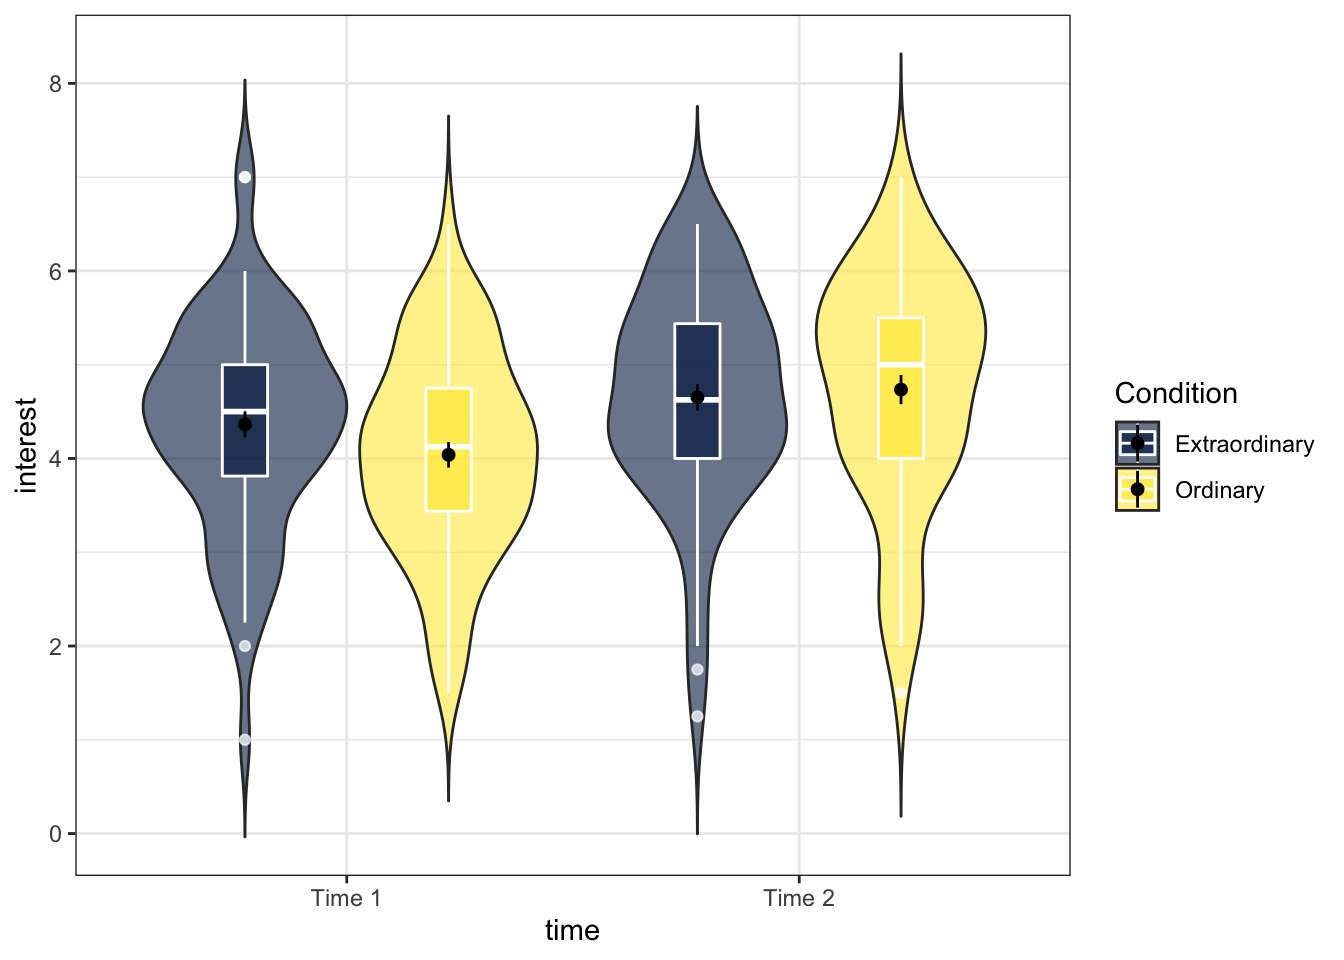 8
6
4
2
0
interest
Time 1
Time 2
time
Condition
Extraordinary
Ordinary